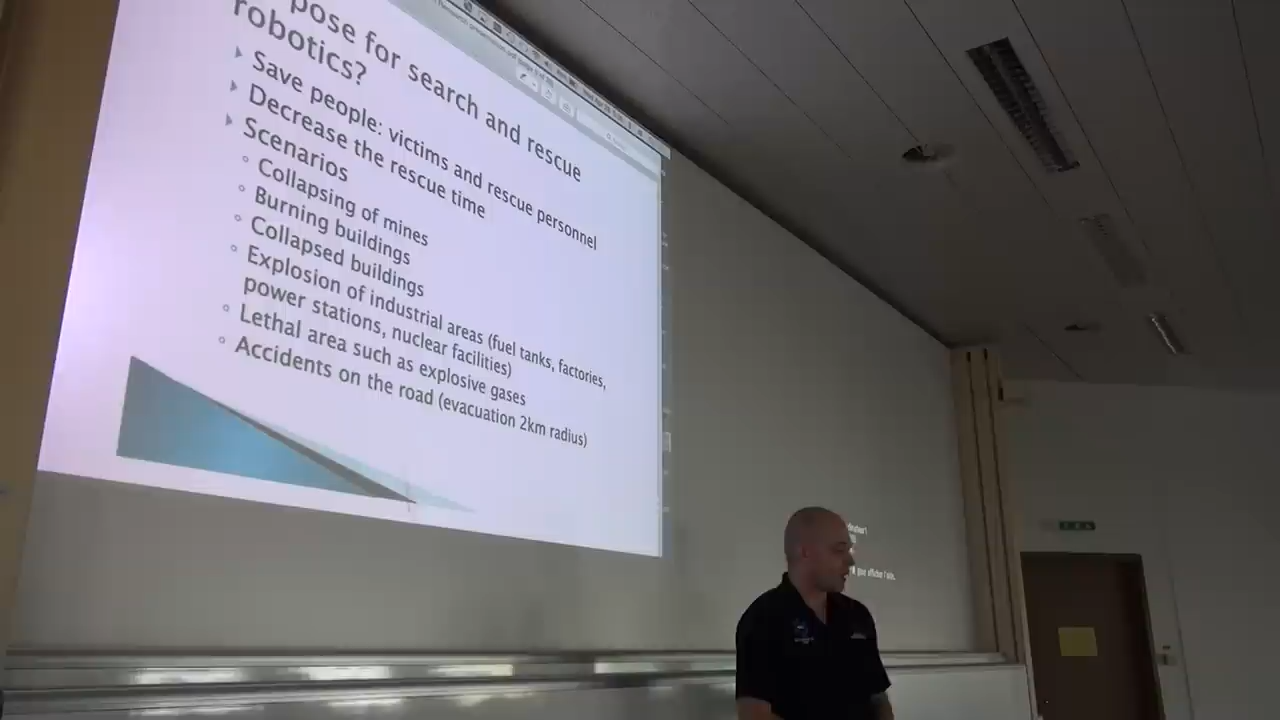 pose for search and rescue
robotics?
Save people: victims and rescue personnel
Decrease the rescue time
Scenarios
Collapsing of mines
Burning buildings
Collapsed buildings
Explosion of industrial areas (fuel tanks, factories,
power stations, nuclear facilities)
Lethal area such as explosive gases
Accidents on the road (evacuation 2km radius)